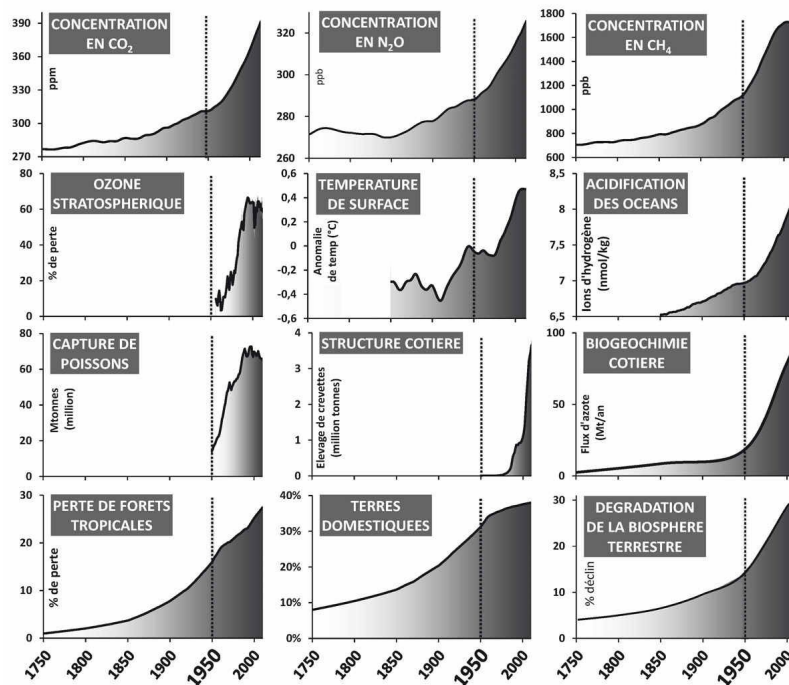 CONCENTRATION
EN CO₂
ppm
390
360
330
300
270
CONCENTRATION
EN N₂O
ppb
320
300
280
260
CONCENTRATION
EN CH₄
ppb
1800
1600
1400
1200
1000
800
600
OZONE
STRATOSPHERIQUE
% de perte
80
60
40
20
0
TEMPERATURE
DE SURFACE
Anomalie
de temp (°C)
0,6
0,4
0,2
0
-0,2
-0,4
-0,6
ACIDIFICATION
DES OCEANS
Ions d'hydrogène
(nmol/kg)
8,5
8
7,5
7
6,5
CAPTURE DE
POISSONS
Mtonnes
(million)
80
60
40
20
0
STRUCTURE COTIERE
Elevage de crevettes
(million tonnes)
4
3
2
1
0
BIOGEOCHIMIE
COTIERE
Flux d'azote
(Mt/an
100
50
0
PERTE DE FORETS
TROPICALES
% de perte
30
20
10
0
1750
1800
1850
1900
1950
2000
TERRES
DOMESTIQUEES
40%
30%
20%
10%
0%
1750
1800
1850
1900
1950
2000
DEGRADATION
DE LA BIOSPHERE
TERRESTRE
% déclin
30
20
10
0
1750
1800
1850
1900
1950
2000